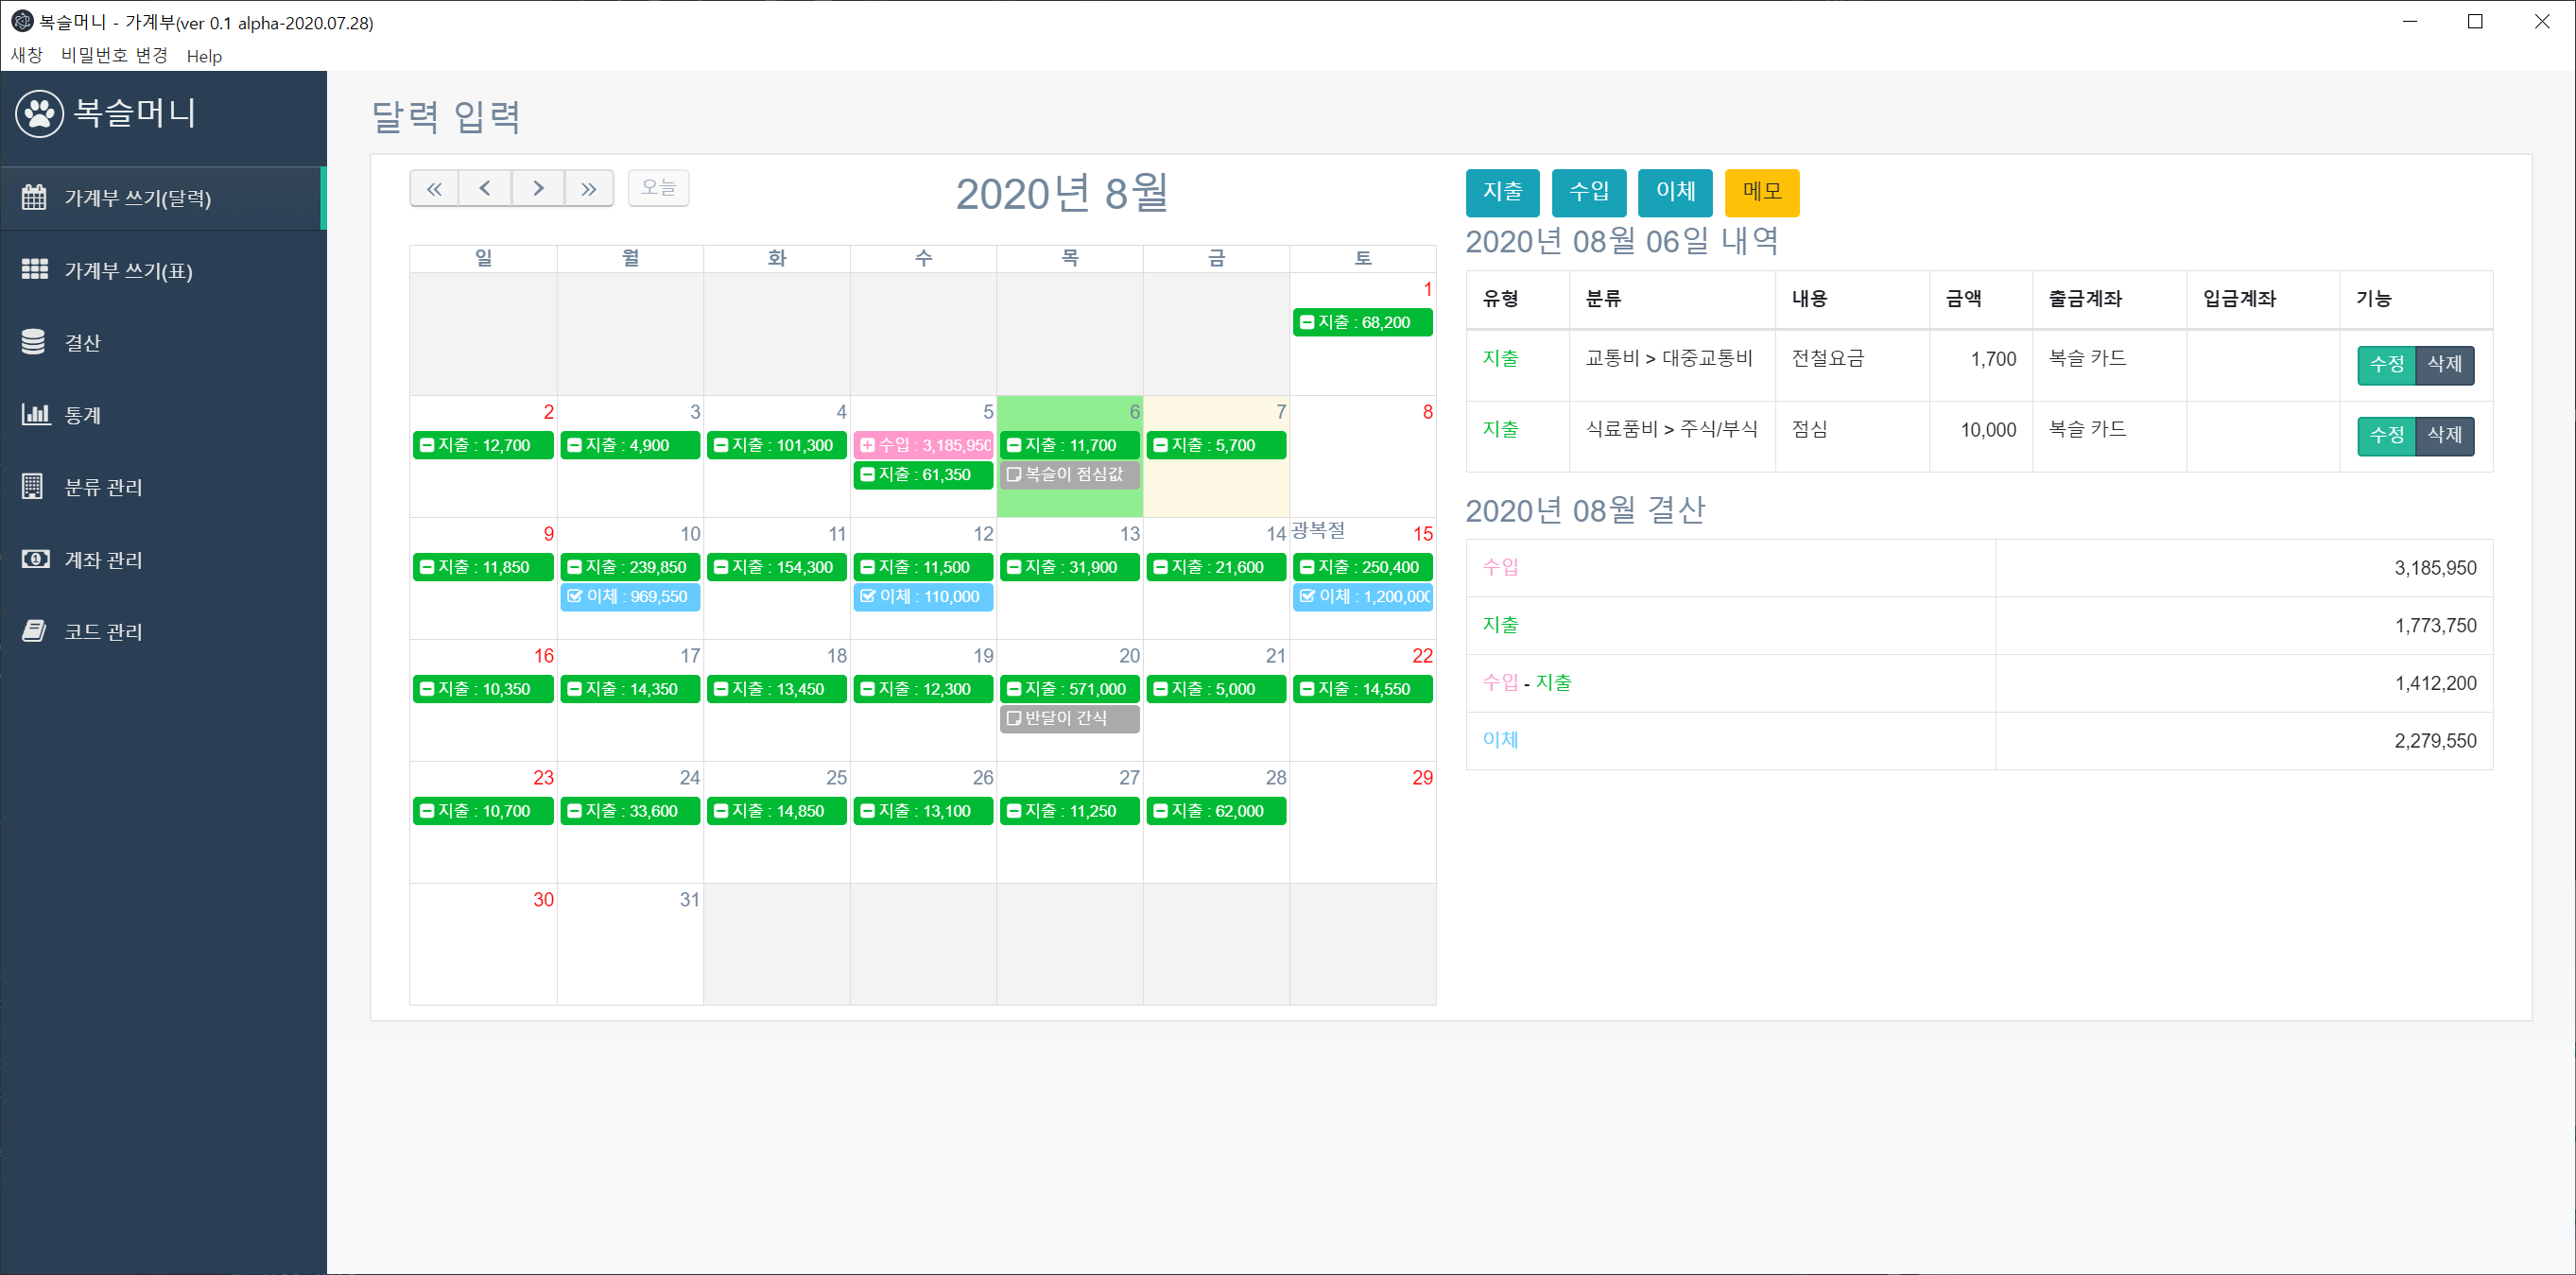 복슬머니 - 가계부(ver 0.1 alpha-2020.07.28)
새창 비밀번호 변경 Help
복슬머니
가계부 쓰기(달력)
가계부 쓰기(표)
결산
통계
분류 관리
계좌 관리
코드 관리
달력 입력
오늘
2020년 8월
일 월 화 수 목 금 토
1
지출 : 68,200
2 3 4 5 6 7 8
지출 : 12,700 지출 : 4,900 지출 : 101,300 수입 : 3,185,950 지출 : 11,700 지출 : 5,700
지출 : 61,350 복슬이 점심값
9 10 11 12 13 14 광복절 15
지출 : 11,850 지출 : 239,850 지출 : 154,300 지출 : 11,500 지출 : 31,900 지출 : 21,600 지출 : 250,400
이체 : 969,550 이체 : 110,000 이체 : 1,200,000
16 17 18 19 20 21 22
지출 : 10,350 지출 : 14,350 지출 : 13,450 지출 : 12,300 지출 : 571,000 지출 : 5,000 지출 : 14,550
반달이 간식
23 24 25 26 27 28 29
지출 : 10,700 지출 : 33,600 지출 : 14,850 지출 : 13,100 지출 : 11,250 지출 : 62,000
30 31
지출 수입 이체 메모
2020년 08월 06일 내역
유형 분류 내용 금액 출금계좌 입금계좌 기능
지출 교통비 > 대중교통비 전철요금 1,700 복슬 카드 수정 삭제
지출 식료품비 > 주식/부식 점심 10,000 복슬 카드 수정 삭제
2020년 08월 결산
수입 3,185,950
지출 1,773,750
수입 - 지출 1,412,200
이체 2,279,550